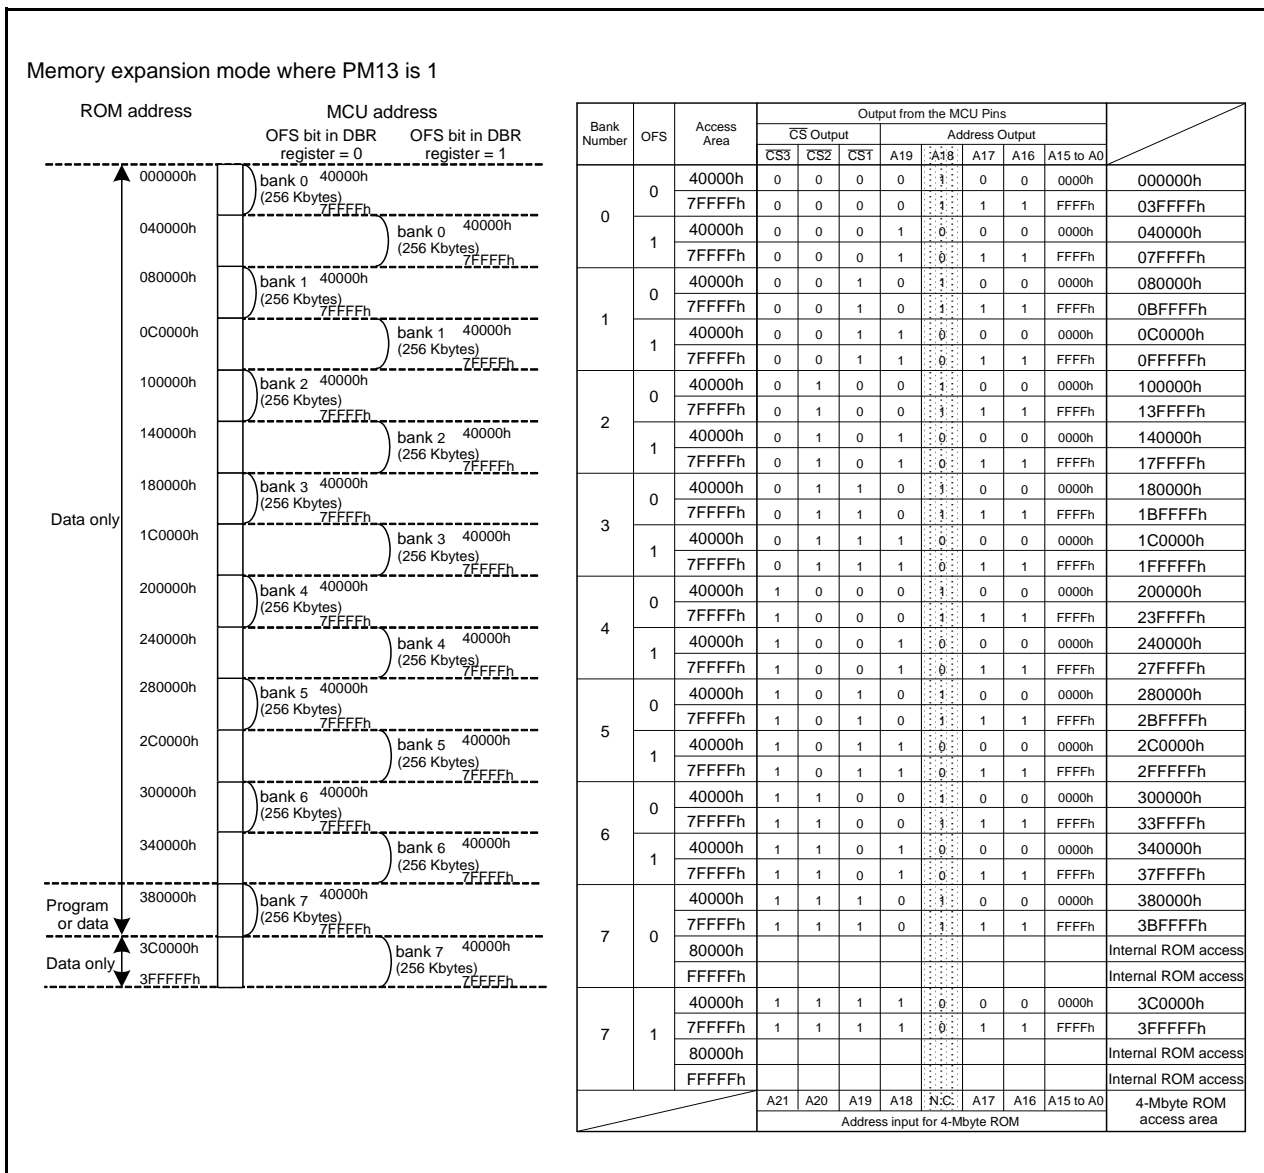 Memory expansion mode where PM13 is 1
ROM address MCU address
OFS bit in DBR register = 0 OFS bit in DBR register = 1
000000h bank 0 40000h
(256 Kbytes)
7FFFFh
040000h bank 0 40000h
(256 Kbytes)
7FFFFh
080000h bank 1 40000h
(256 Kbytes)
7FFFFh
0C0000h bank 1 40000h
(256 Kbytes)
7FFFFh
100000h bank 2 40000h
(256 Kbytes)
7FFFFh
140000h bank 2 40000h
(256 Kbytes)
7FFFFh
180000h bank 3 40000h
(256 Kbytes)
7FFFFh
Data only
1C0000h bank 3 40000h
(256 Kbytes)
7FFFFh
200000h bank 4 40000h
(256 Kbytes)
7FFFFh
240000h bank 4 40000h
(256 Kbytes)
7FFFFh
280000h bank 5 40000h
(256 Kbytes)
7FFFFh
2C0000h bank 5 40000h
(256 Kbytes)
7FFFFh
300000h bank 6 40000h
(256 Kbytes)
7FFFFh
340000h bank 6 40000h
(256 Kbytes)
7FFFFh
Program or data
380000h bank 7 40000h
(256 Kbytes)
7FFFFh
Data only
3C0000h bank 7 40000h
(256 Kbytes)
3FFFFFh 7FFFFh
Output from the MCU Pins
Bank Number OFS Access Area CS Output Address Output
CS3 CS2 CS1 A19 A18 A17 A16 A15 to A0
0 0 40000h 0 0 0 0 1 0 0 0000h 000000h
7FFFFh 0 0 0 0 1 1 1 FFFFh 03FFFFh
1 40000h 0 0 0 1 0 0 0 0000h 040000h
7FFFFh 0 0 0 1 0 1 1 FFFFh 07FFFFh
1 0 40000h 0 0 1 0 1 0 0 0000h 080000h
7FFFFh 0 0 1 0 1 1 1 FFFFh 0BFFFFh
1 40000h 0 0 1 1 0 0 0 0000h 0C0000h
7FFFFh 0 0 1 1 0 1 1 FFFFh 0FFFFFh
2 0 40000h 0 1 0 0 1 0 0 0000h 100000h
7FFFFh 0 1 0 0 1 1 1 FFFFh 13FFFFh
1 40000h 0 1 0 1 0 0 0 0000h 140000h
7FFFFh 0 1 0 1 0 1 1 FFFFh 17FFFFh
3 0 40000h 0 1 1 0 1 0 0 0000h 180000h
7FFFFh 0 1 1 0 1 1 1 FFFFh 1BFFFFh
1 40000h 0 1 1 1 0 0 0 0000h 1C0000h
7FFFFh 0 1 1 1 0 1 1 FFFFh 1FFFFFh
4 0 40000h 1 0 0 0 1 0 0 0000h 200000h
7FFFFh 1 0 0 0 1 1 1 FFFFh 23FFFFh
1 40000h 1 0 0 1 0 0 0 0000h 240000h
7FFFFh 1 0 0 1 0 1 1 FFFFh 27FFFFh
5 0 40000h 1 0 1 0 1 0 0 0000h 280000h
7FFFFh 1 0 1 0 1 1 1 FFFFh 2BFFFFh
1 40000h 1 0 1 1 0 0 0 0000h 2C0000h
7FFFFh 1 0 1 1 0 1 1 FFFFh 2FFFFFh
6 0 40000h 1 1 0 0 1 0 0 0000h 300000h
7FFFFh 1 1 0 0 1 1 1 FFFFh 33FFFFh
1 40000h 1 1 0 1 0 0 0 0000h 340000h
7FFFFh 1 1 0 1 0 1 1 FFFFh 37FFFFh
7 0 40000h 1 1 1 0 1 0 0 0000h 380000h
7FFFFh 1 1 1 0 1 1 1 FFFFh 3BFFFFh
80000h Internal ROM access
FFFFFh Internal ROM access
7 1 40000h 1 1 1 1 0 0 0 0000h 3C0000h
7FFFFh 1 1 1 1 0 1 1 FFFFh 3FFFFFh
80000h Internal ROM access
FFFFFh Internal ROM access
A21 A20 A19 A18 N.C. A17 A16 A15 to A0 4-Mbyte ROM access area
Address input for 4-Mbyte ROM